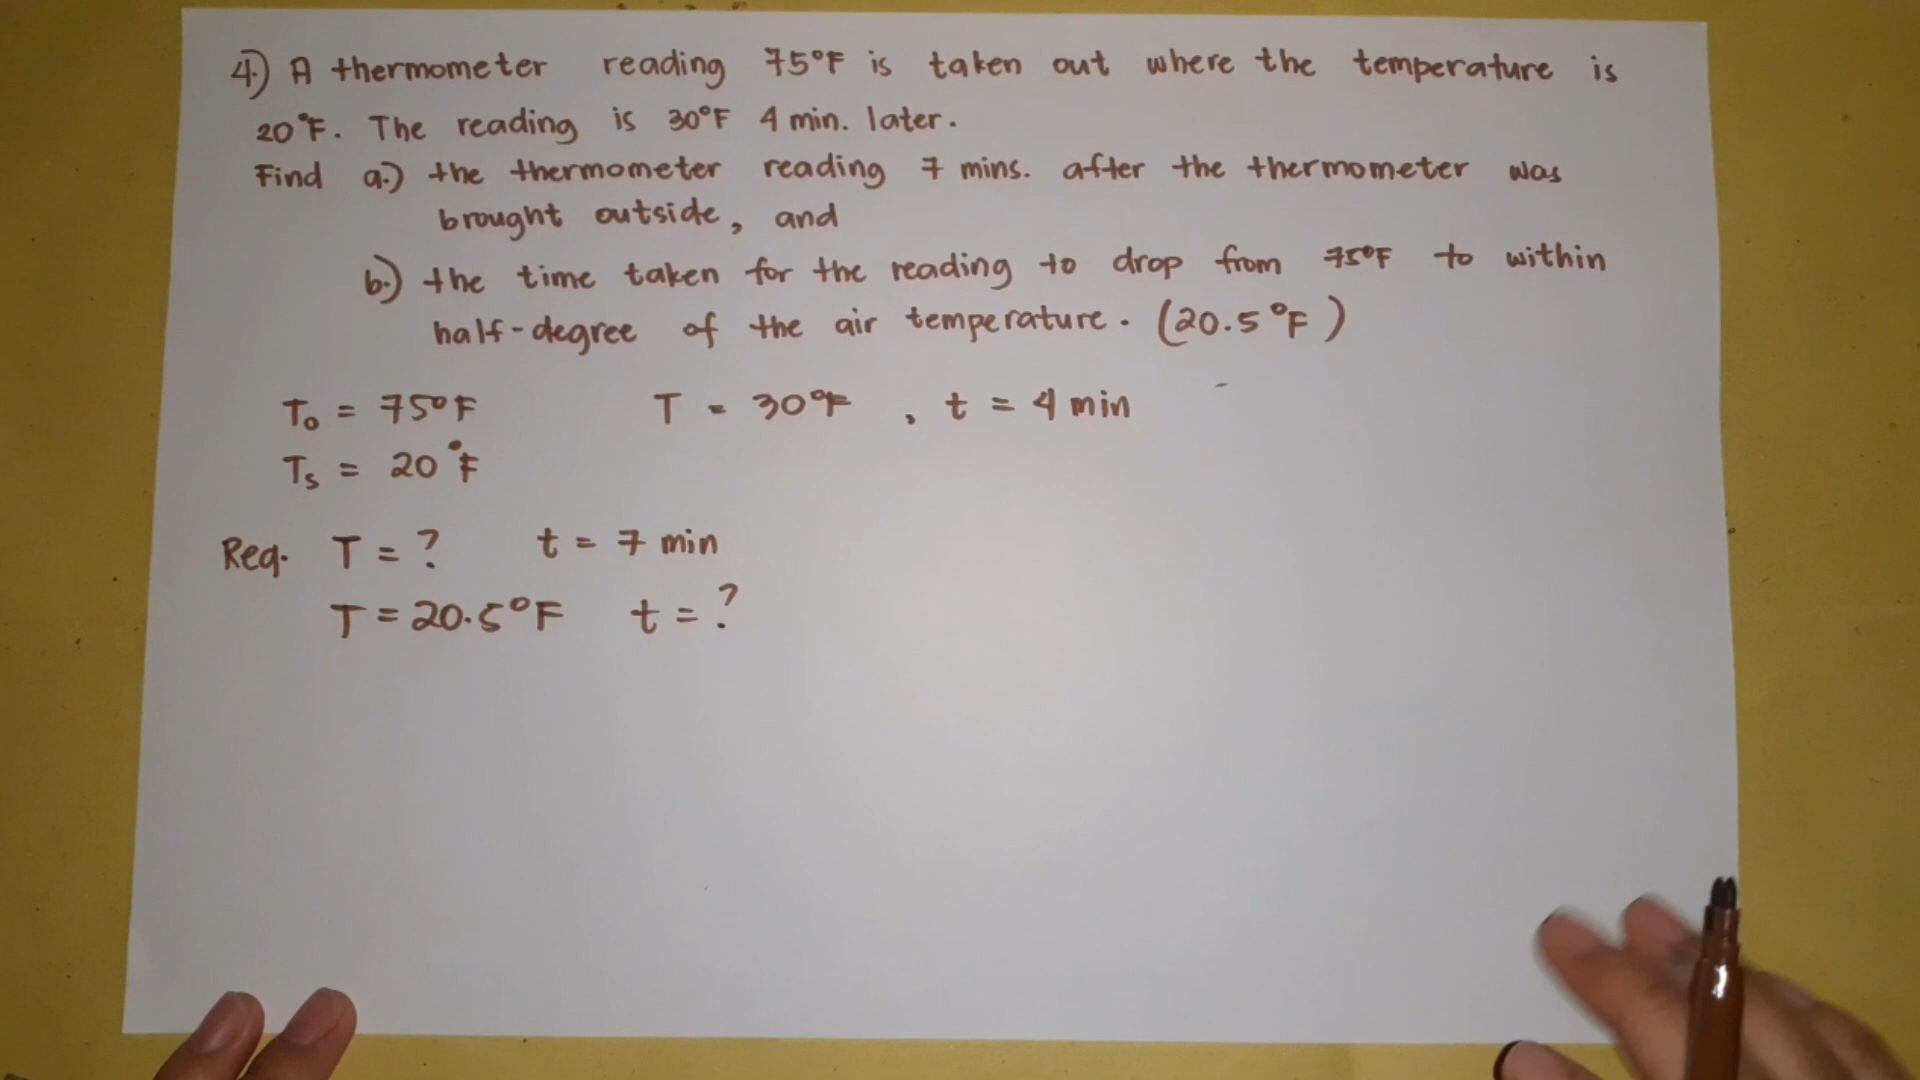 4.) A thermometer reading 75°F is taken out where the temperature is
20°F. The reading is 30°F 4 min. later.
Find a.) the thermometer reading 7 mins. after the thermometer was
brought outside, and
b.) the time taken for the reading to drop from 75°F to within
half-degree of the air temperature. (20.5°F)
T₀ = 75°F T = 30°F , t = 4 min
Tₛ = 20°F
Req. T = ? t = 7 min
T = 20.5°F t = ?